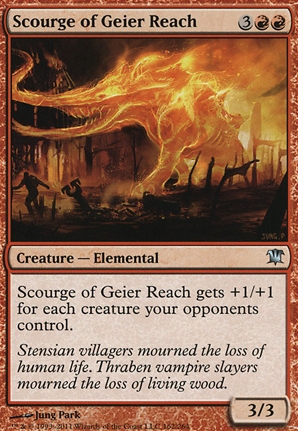 Scourge of Geier Reach 3
JUNG.P
Creature — Elemental
Scourge of Geier Reach gets +1/+1
for each creature your opponents
control.
Stensian villagers mourned the loss of
human life. Thraben vampire slayers
mourned the loss of living wood.
Jung Park
3/3